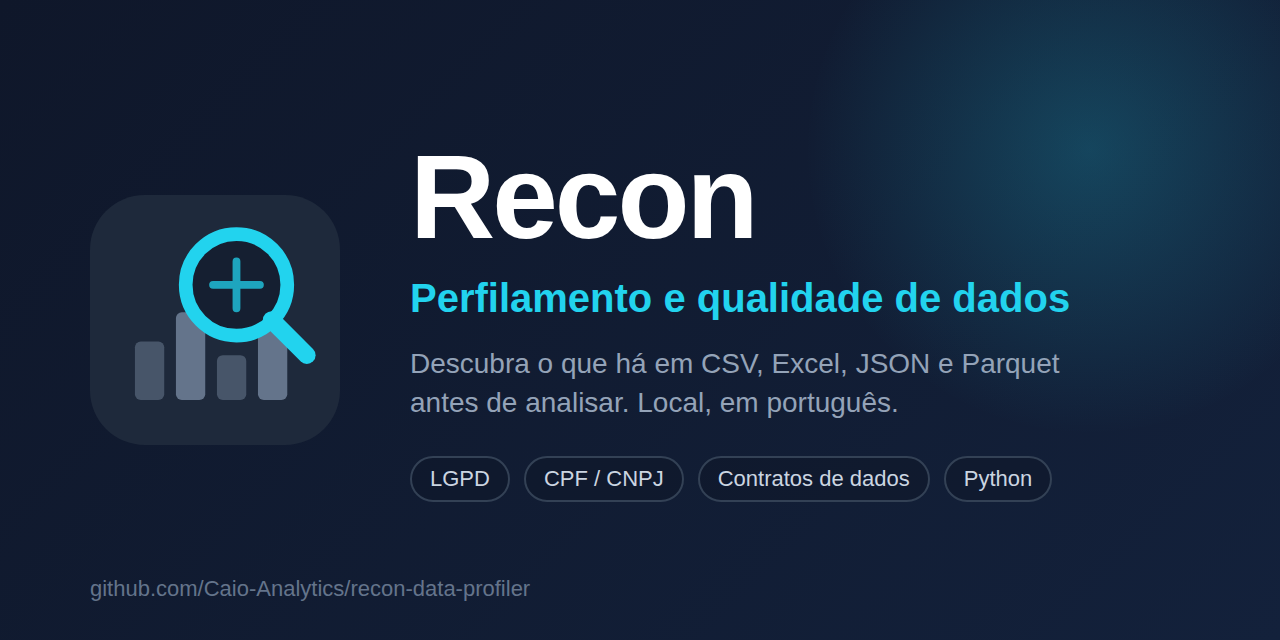 Recon
Perfilamento e qualidade de dados
Descubra o que há em CSV, Excel, JSON e Parquet
antes de analisar. Local, em português.
LGPD
CPF / CNPJ
Contratos de dados
Python
github.com/Caio-Analytics/recon-data-profiler